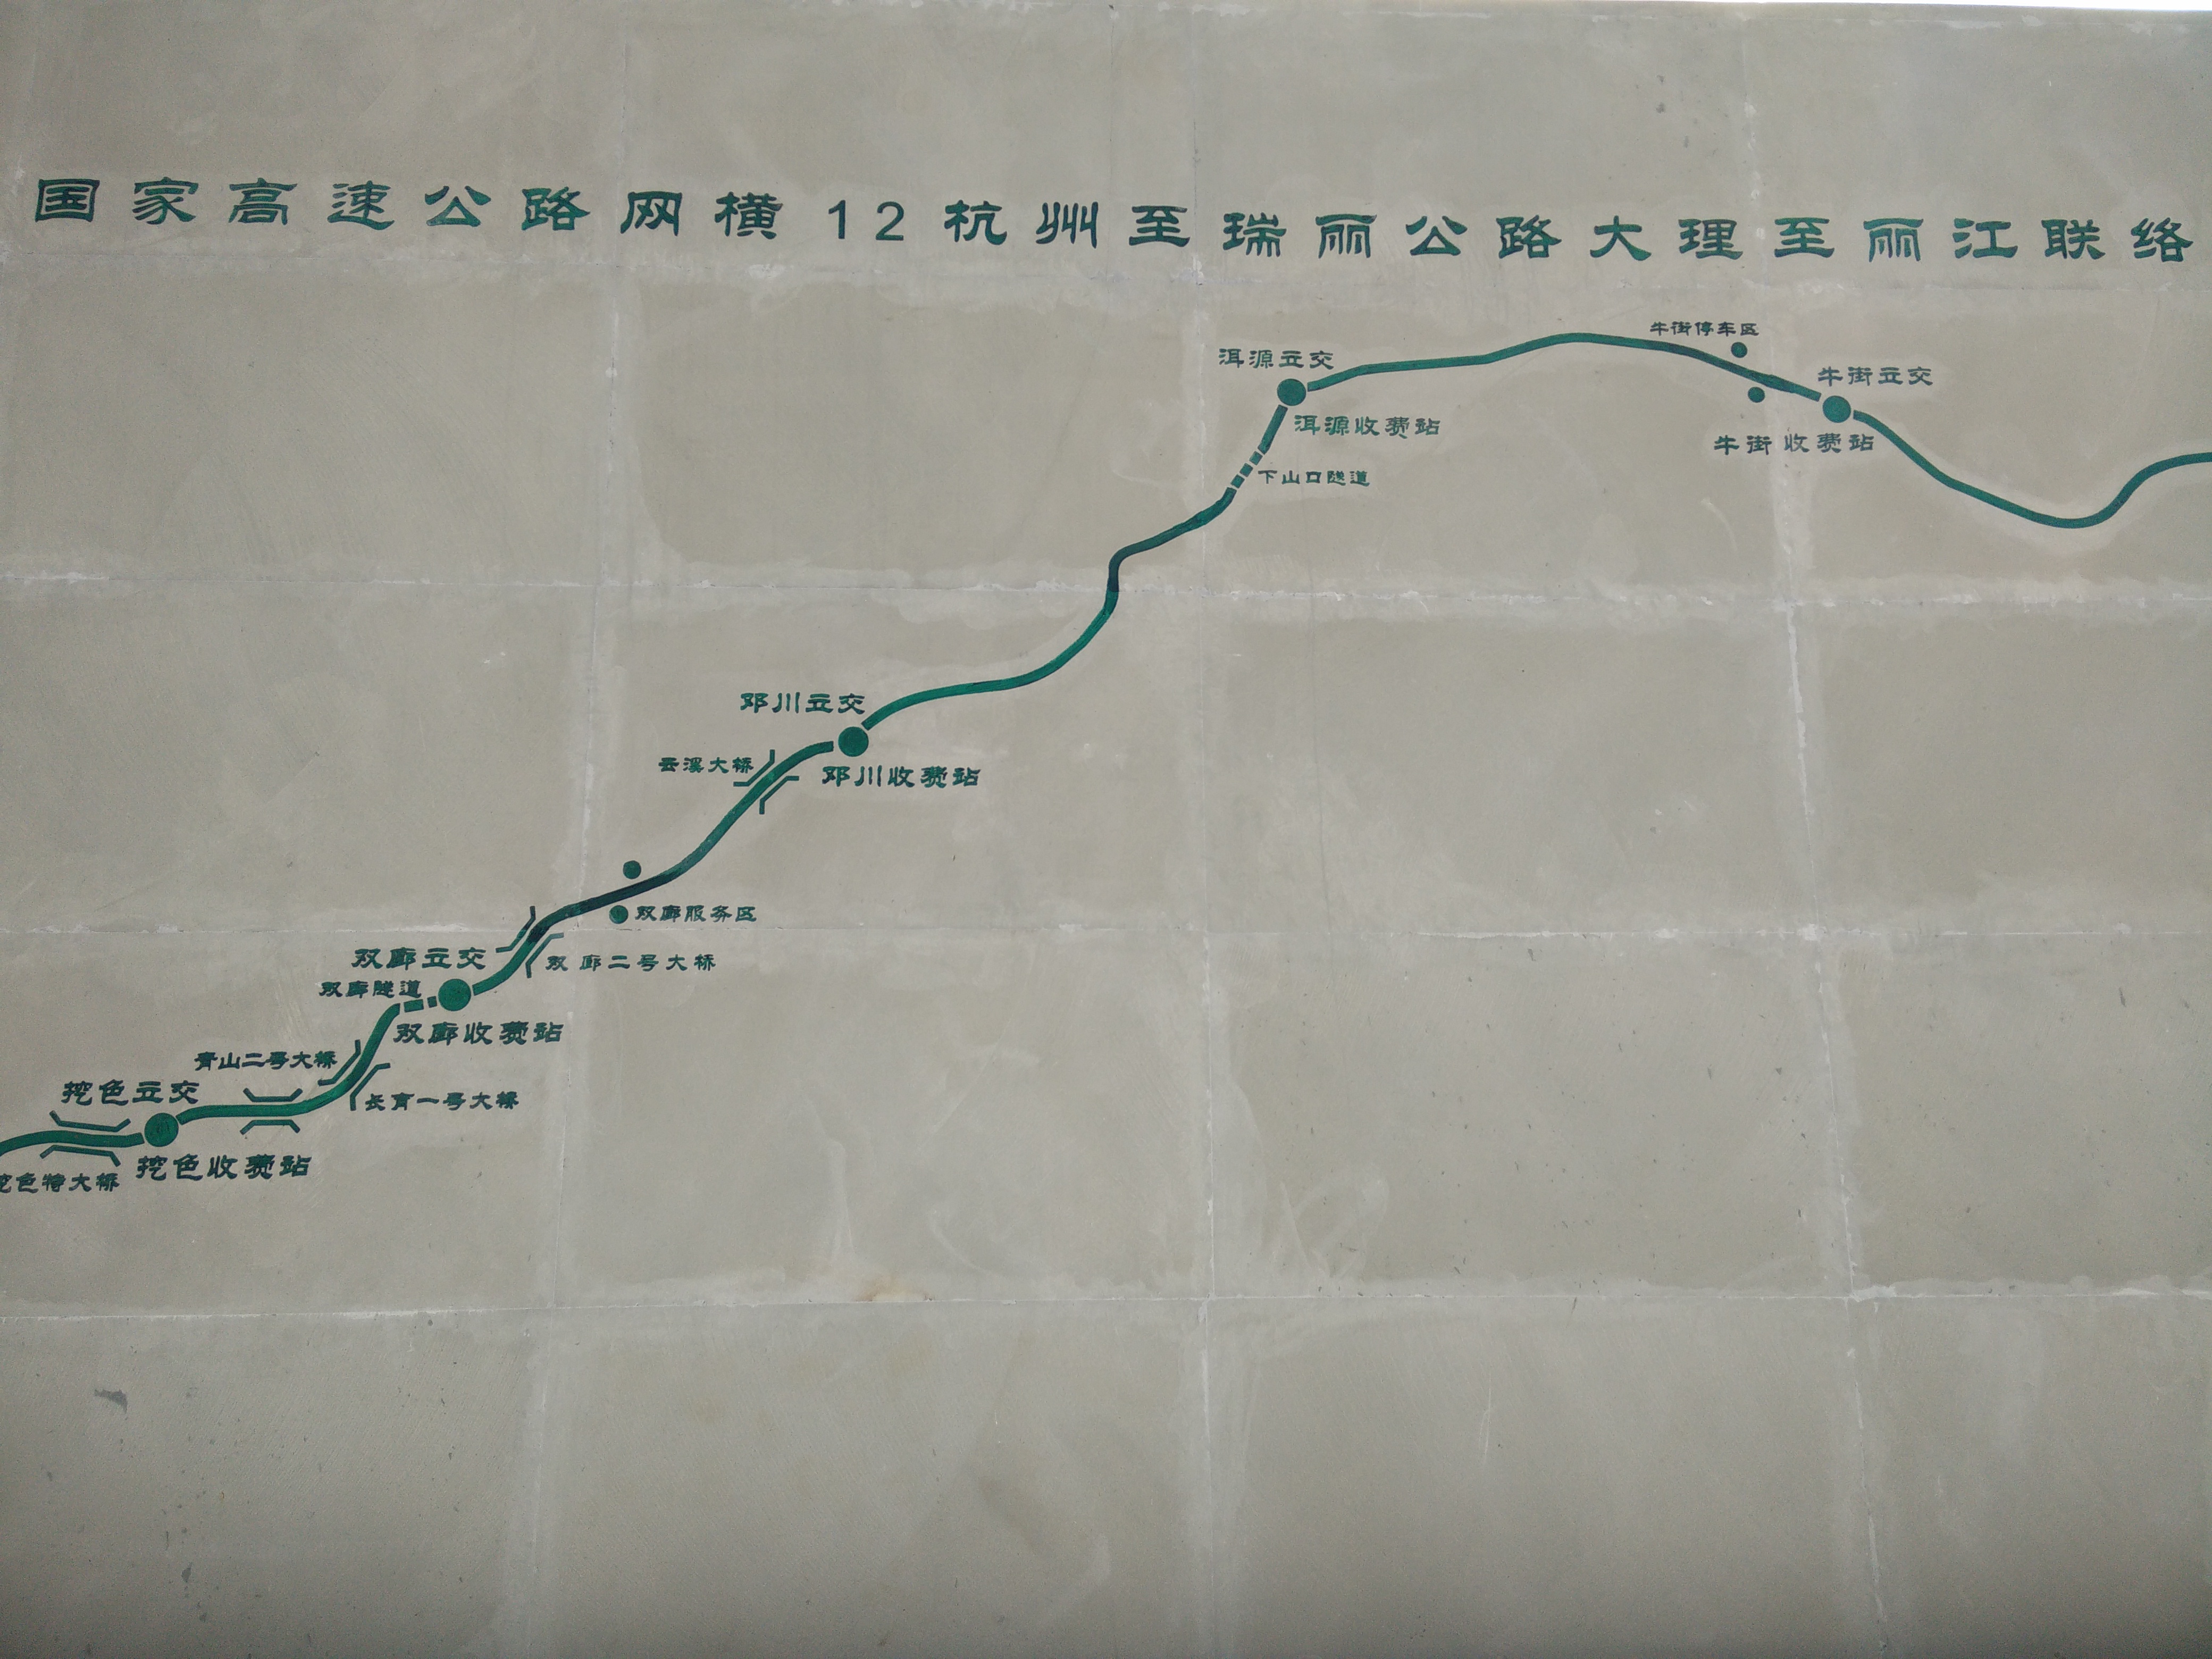 国家高速公路网横12杭州至瑞丽公路大理至丽江联络
牛街停车区
洱源立交
牛街立交
洱源收费站
牛街收费站
下山口隧道
邓川立交
云溪大桥
邓川收费站
双廊服务区
双廊立交
双廊二号大桥
双廊隧道
双廊收费站
青山二号大桥
挖色立交
长育一号大桥
挖色收费站
挖色特大桥